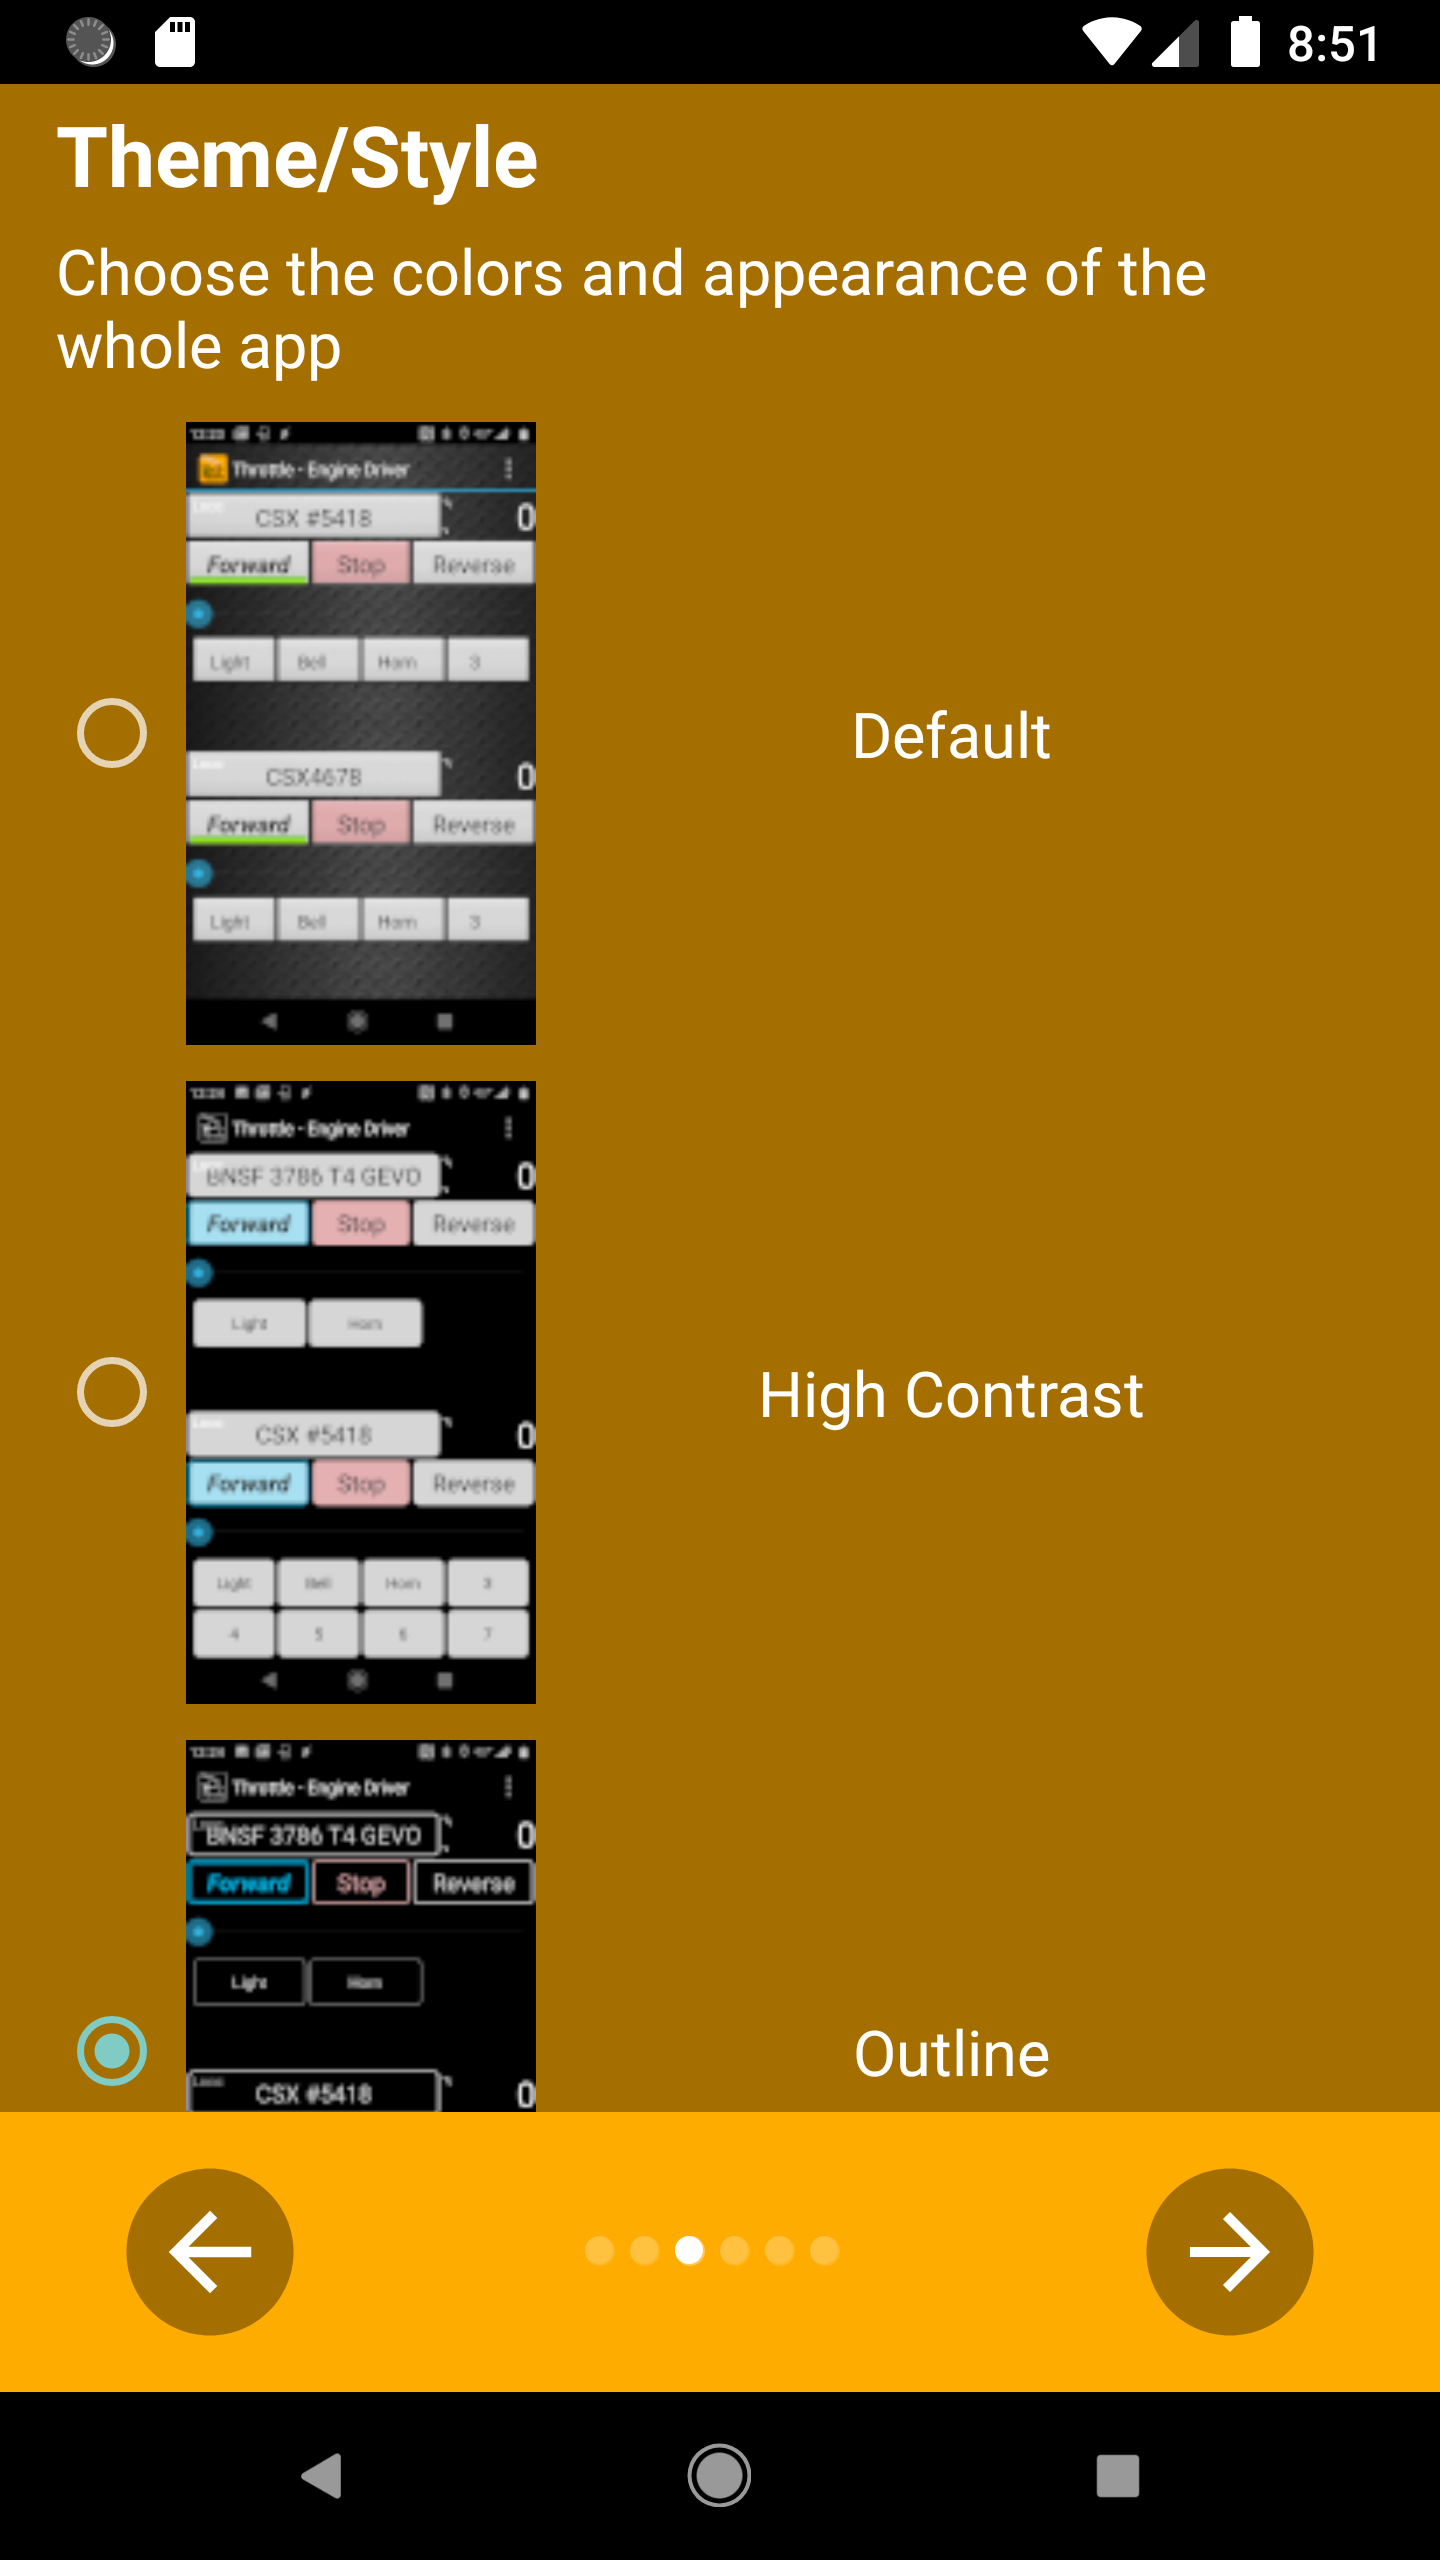 8:51
Theme/Style
Choose the colors and appearance of the
whole app
Throttle - Engine Driver
CSX #5418
0
Forward Stop Reverse
Light Bell Horn 3
CSX4678
0
Forward Stop Reverse
Light Bell Horn 3
Default
Throttle - Engine Driver
BNSF 3786 T4 GEVO
0
Forward Stop Reverse
Light Horn
CSX #5418
0
Forward Stop Reverse
Light Bell Horn 3
4 5 6 7
High Contrast
Throttle - Engine Driver
BNSF 3786 T4 GEVO
0
Forward Stop Reverse
Light Horn
CSX #5418
0
Outline